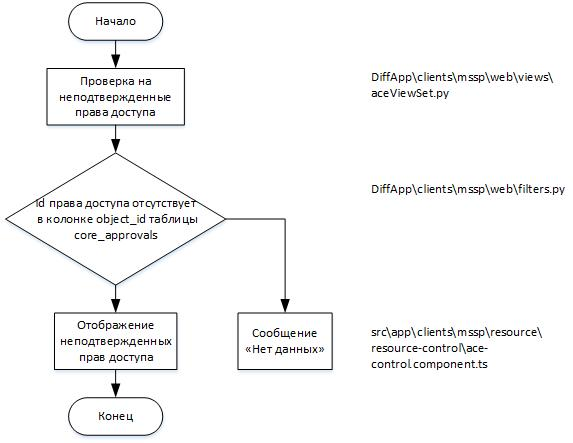 Начало
Проверка на
неподтвержденные
права доступа
DiffApp\clients\mssp\web\views\
aceViewSet.py
Id права доступа отсутствует
в колонке object_id таблицы
core_approvals
DiffApp\clients\mssp\web\filters.py
Отображение
неподтвержденных
прав доступа
Сообщение
«Нет данных»
src\app\clients\mssp\resource\
resource-control\ace-
control.component.ts
Конец